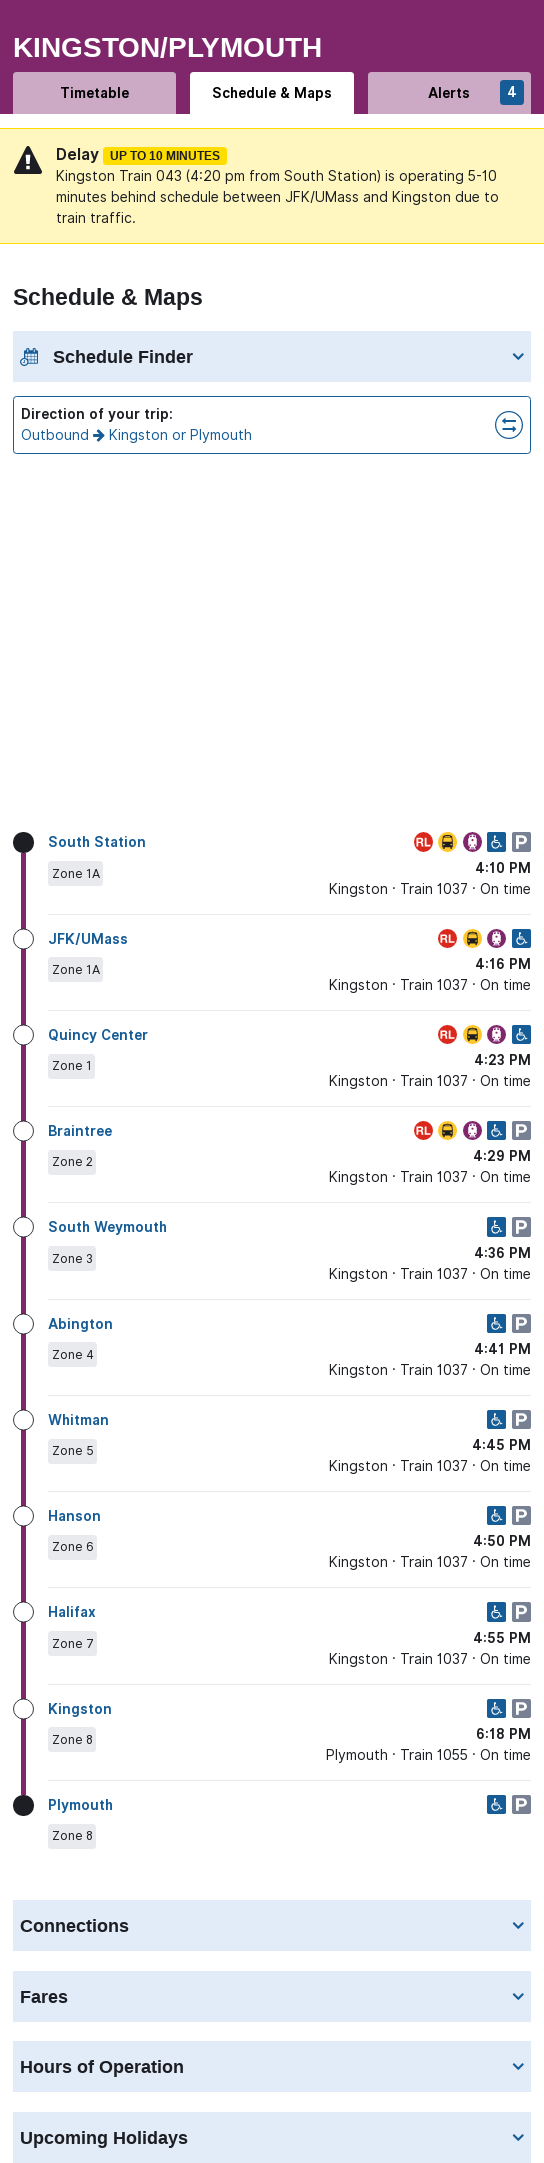 KINGSTON/PLYMOUTH
Timetable
Schedule & Maps
Alerts
4
Delay UP TO 10 MINUTES
Kingston Train 043 (4:20 pm from South Station) is operating 5-10
minutes behind schedule between JFK/UMass and Kingston due to
train traffic.
Schedule & Maps
Schedule Finder
Direction of your trip:
Outbound Kingston or Plymouth
South Station
RL
P
Zone 1A
4:10 PM
Kingston · Train 1037 · On time
JFK/UMass
RL
Zone 1A
4:16 PM
Kingston · Train 1037 · On time
Quincy Center
RL
Zone 1
4:23 PM
Kingston · Train 1037 · On time
Braintree
RL
P
Zone 2
4:29 PM
Kingston · Train 1037 · On time
South Weymouth
P
Zone 3
4:36 PM
Kingston · Train 1037 · On time
Abington
P
Zone 4
4:41 PM
Kingston · Train 1037 · On time
Whitman
P
Zone 5
4:45 PM
Kingston · Train 1037 · On time
Hanson
P
Zone 6
4:50 PM
Kingston · Train 1037 · On time
Halifax
P
Zone 7
4:55 PM
Kingston · Train 1037 · On time
Kingston
P
Zone 8
6:18 PM
Plymouth · Train 1055 · On time
Plymouth
P
Zone 8
Connections
Fares
Hours of Operation
Upcoming Holidays